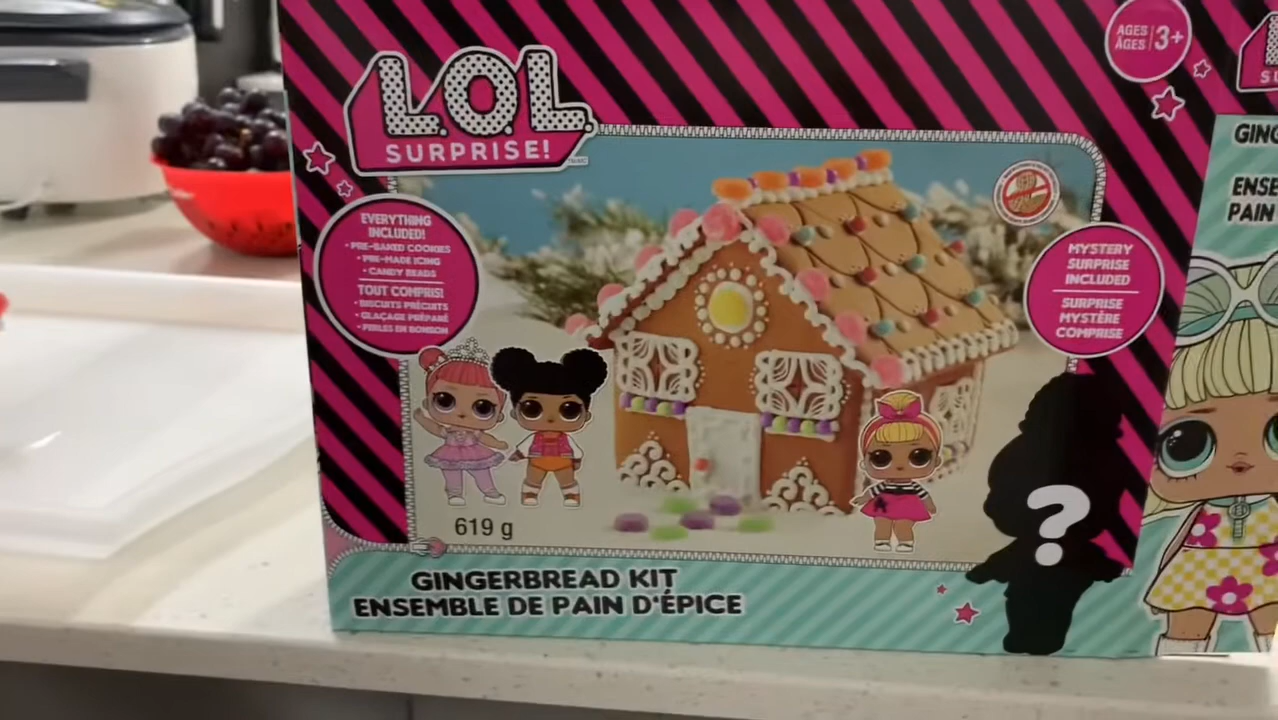 L.O.L.
SURPRISE!
AGES
ÂGES 3+
EVERYTHING
INCLUDED!
• PRE-BAKED COOKIES
• PRE-MADE ICING
• CANDY BEADS
TOUT COMPRIS!
• BISCUITS PRÉCUITS
• GLAÇAGE PRÉPARÉ
• PERLES EN BONBON
MYSTERY
SURPRISE
INCLUDED
SURPRISE
MYSTÈRE
COMPRISE
?
619 g
GINGERBREAD KIT
ENSEMBLE DE PAIN D'ÉPICE
GING
ENSE
PAIN